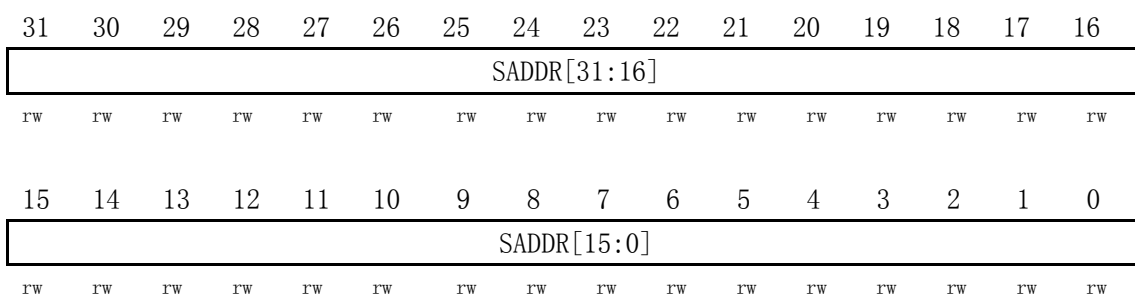 31 30 29 28 27 26 25 24 23 22 21 20 19 18 17 16
SADDR[31:16]
rw rw rw rw rw rw rw rw rw rw rw rw rw rw rw rw
15 14 13 12 11 10 9 8 7 6 5 4 3 2 1 0
SADDR[15:0]
rw rw rw rw rw rw rw rw rw rw rw rw rw rw rw rw